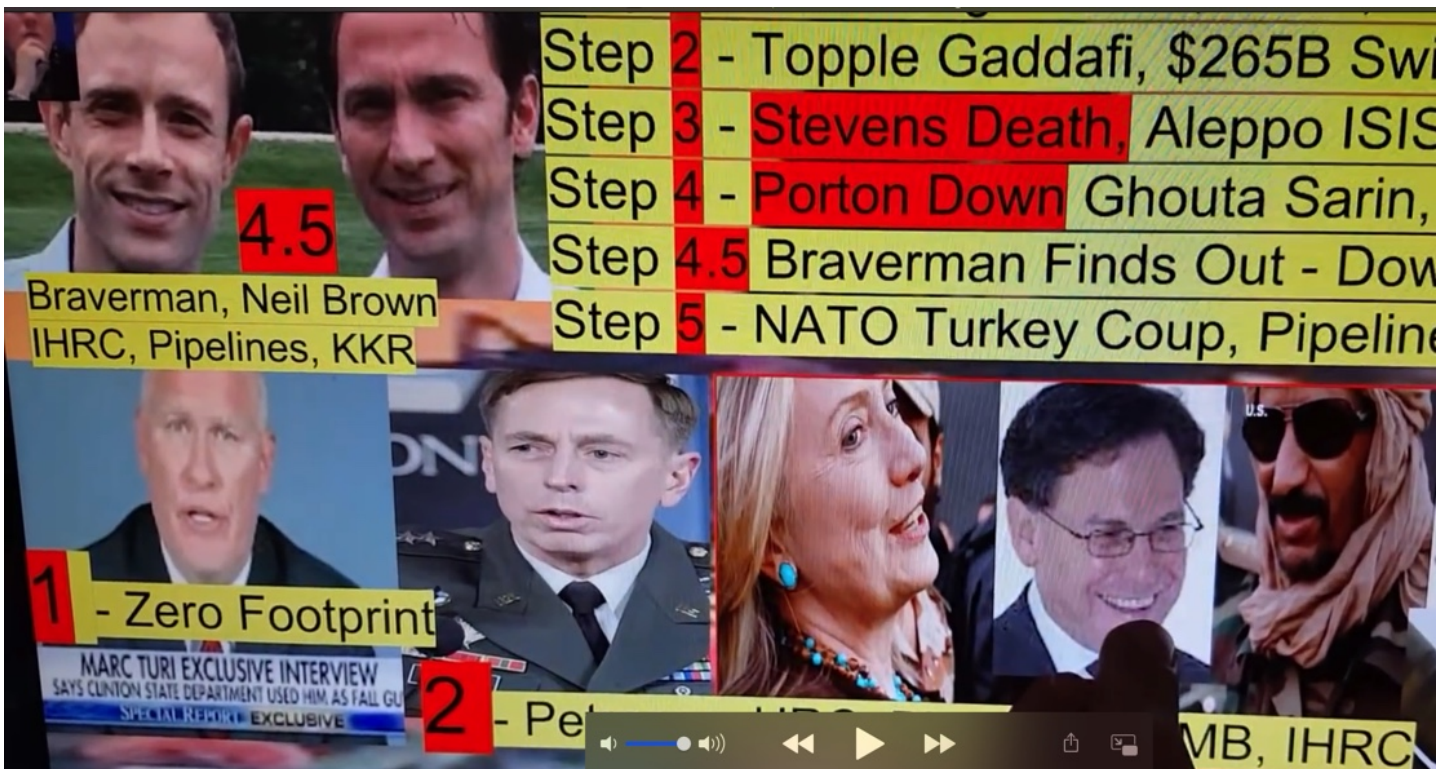 Step 2 - Topple Gaddafi, $265B Swi
Step 3 - Stevens Death, Aleppo ISIS
Step 4 - Porton Down Ghouta Sarin,
Step 4.5 Braverman Finds Out - Dow
Step 5 - NATO Turkey Coup, Pipeline
4.5
Braverman, Neil Brown
IHRC, Pipelines, KKR
U.S.
1 - Zero Footprint
MARC TURI EXCLUSIVE INTERVIEW
SAYS CLINTON STATE DEPARTMENT USED HIM AS FALL GU
SPECIAL REPORT EXCLUSIVE
2 - Pe
MB, IHRC